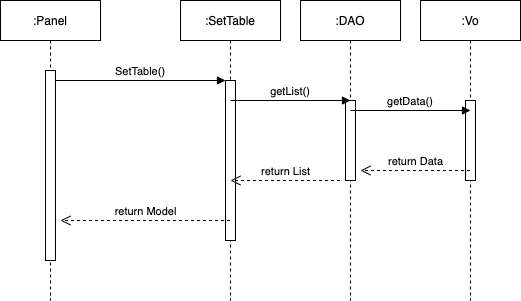 :Panel
:SetTable
:DAO
:Vo
SetTable()
getList()
getData()
return Data
return List
return Model